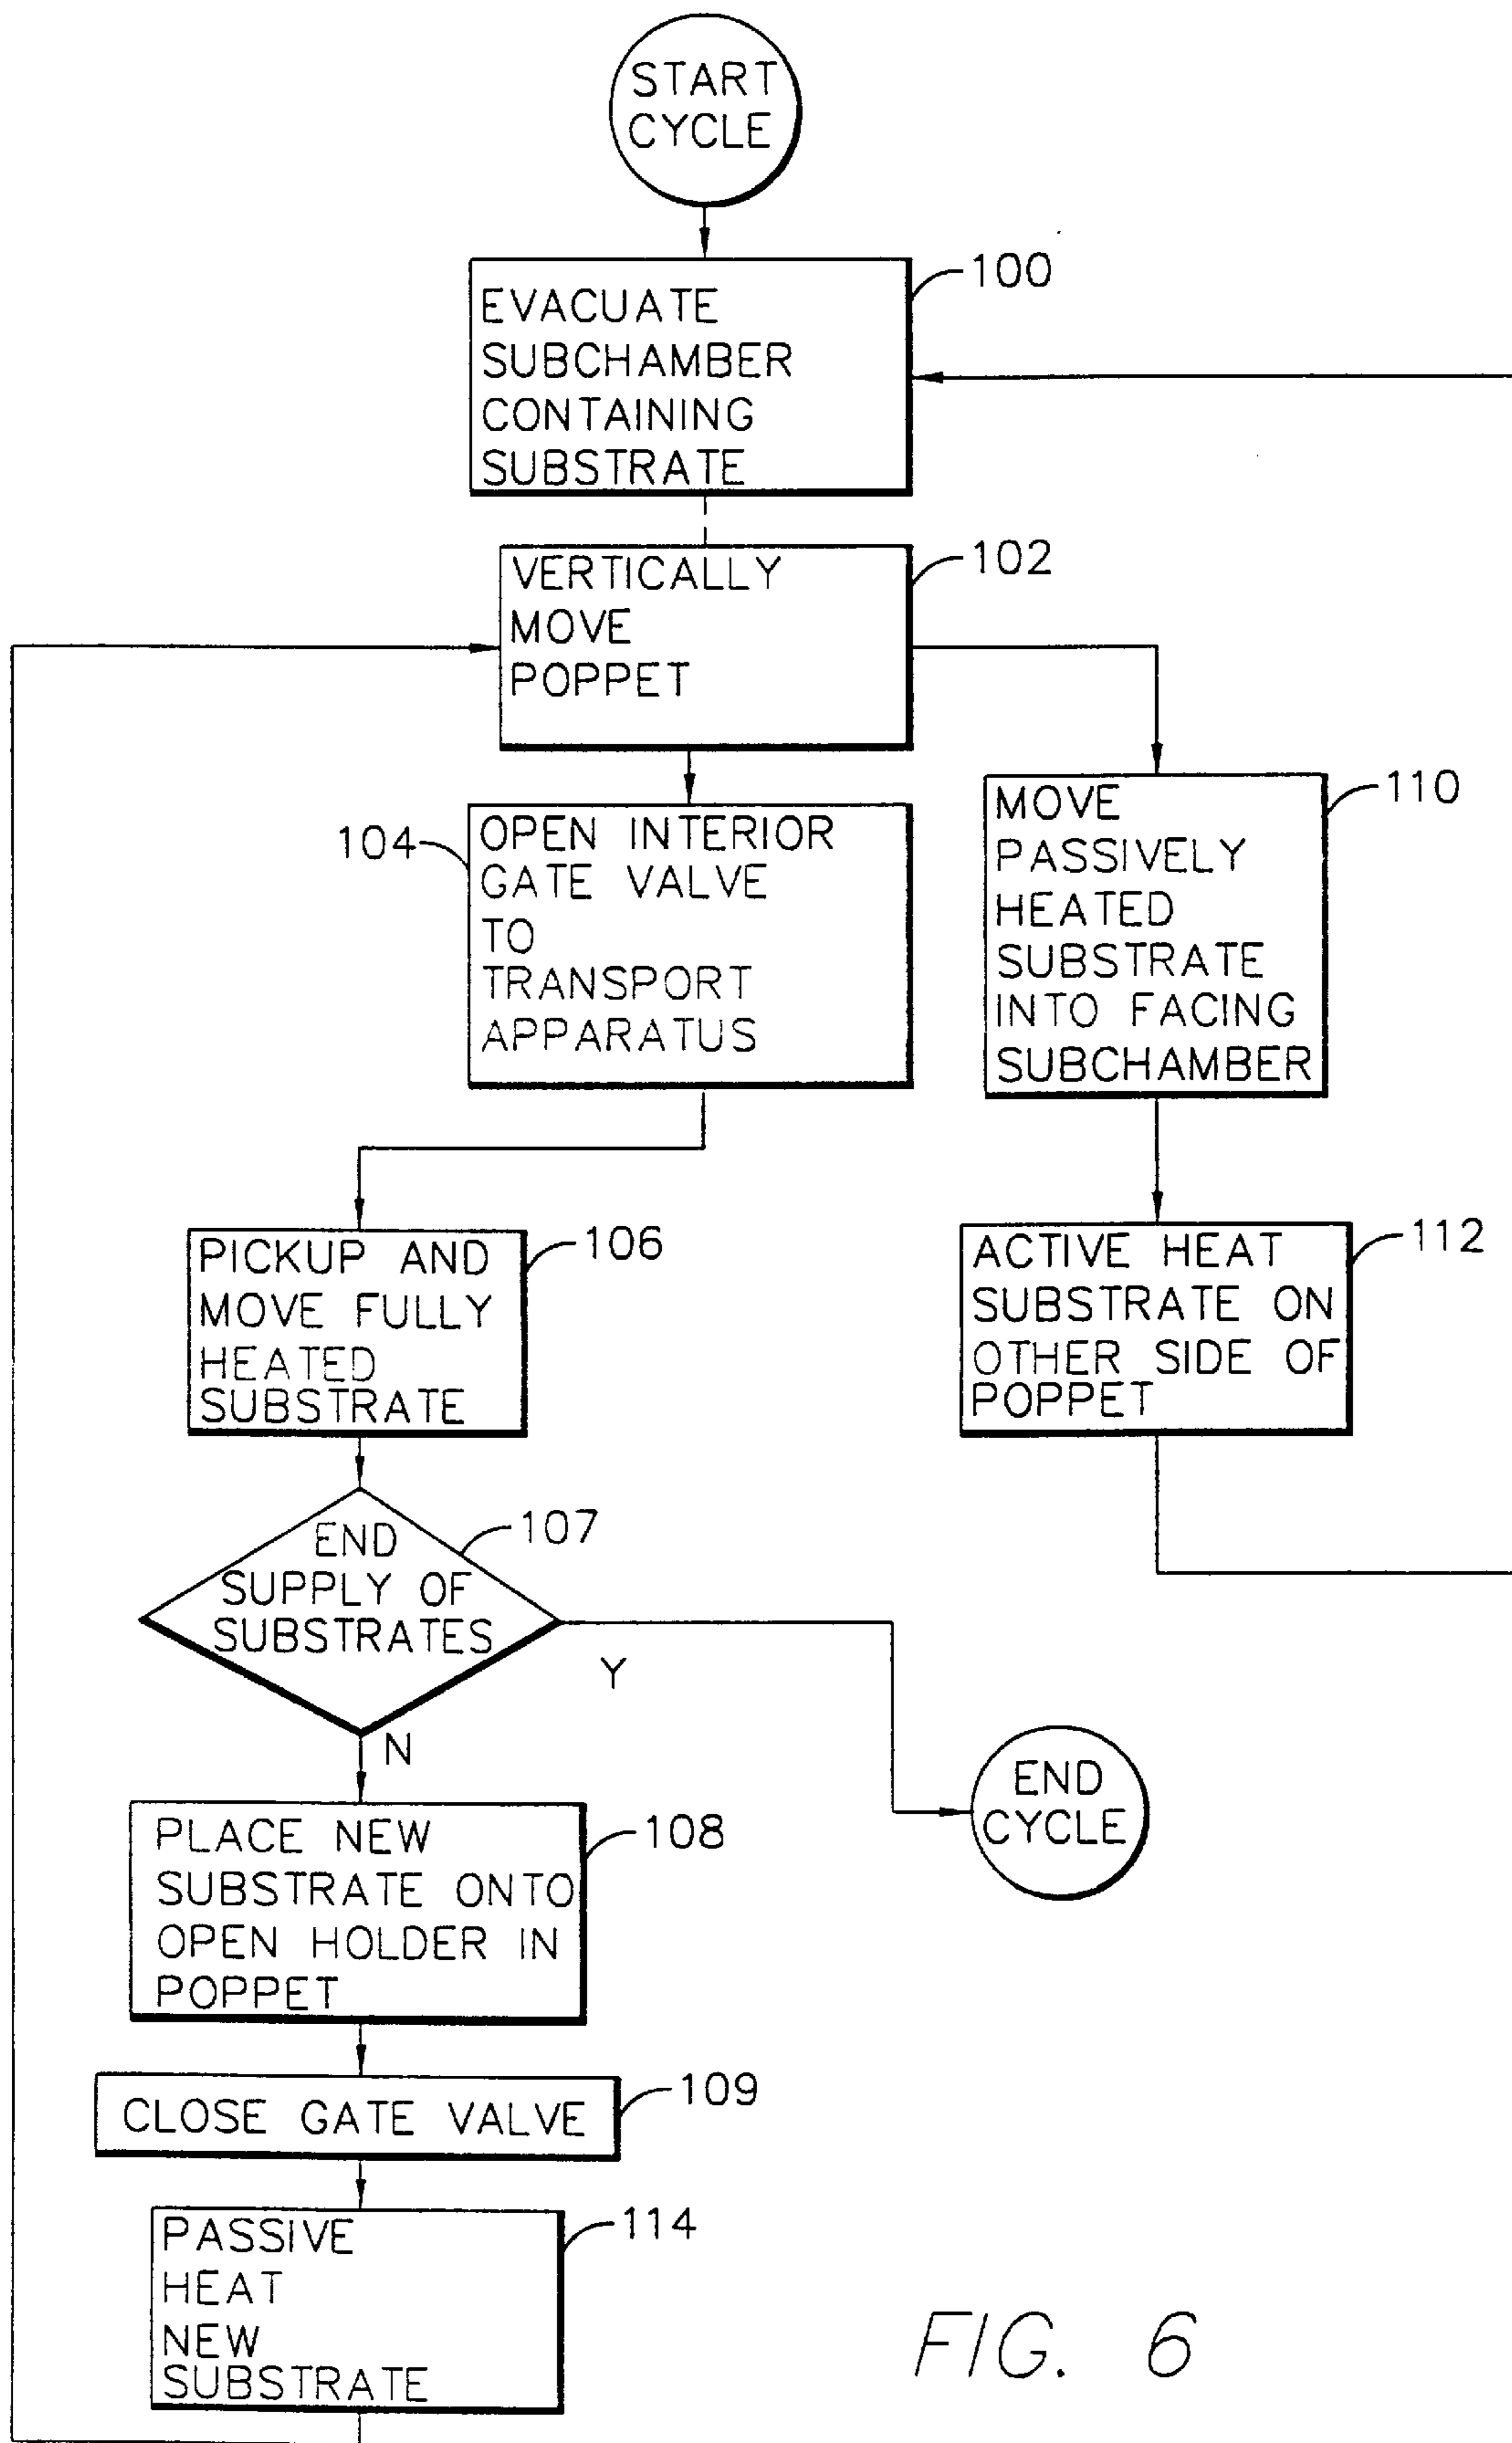 START
CYCLE
100
EVACUATE
SUBCHAMBER
CONTAINING
SUBSTRATE
102
VERTICALLY
MOVE
POPPET
104
OPEN INTERIOR
GATE VALVE
TO
TRANSPORT
APPARATUS
110
MOVE
PASSIVELY
HEATED
SUBSTRATE
INTO FACING
SUBCHAMBER
106
PICKUP AND
MOVE FULLY
HEATED
SUBSTRATE
112
ACTIVE HEAT
SUBSTRATE ON
OTHER SIDE OF
POPPET
107
END
SUPPLY OF
SUBSTRATES
Y
N
END
CYCLE
108
PLACE NEW
SUBSTRATE ONTO
OPEN HOLDER IN
POPPET
109
CLOSE GATE VALVE
114
PASSIVE
HEAT
NEW
SUBSTRATE
FIG. 6